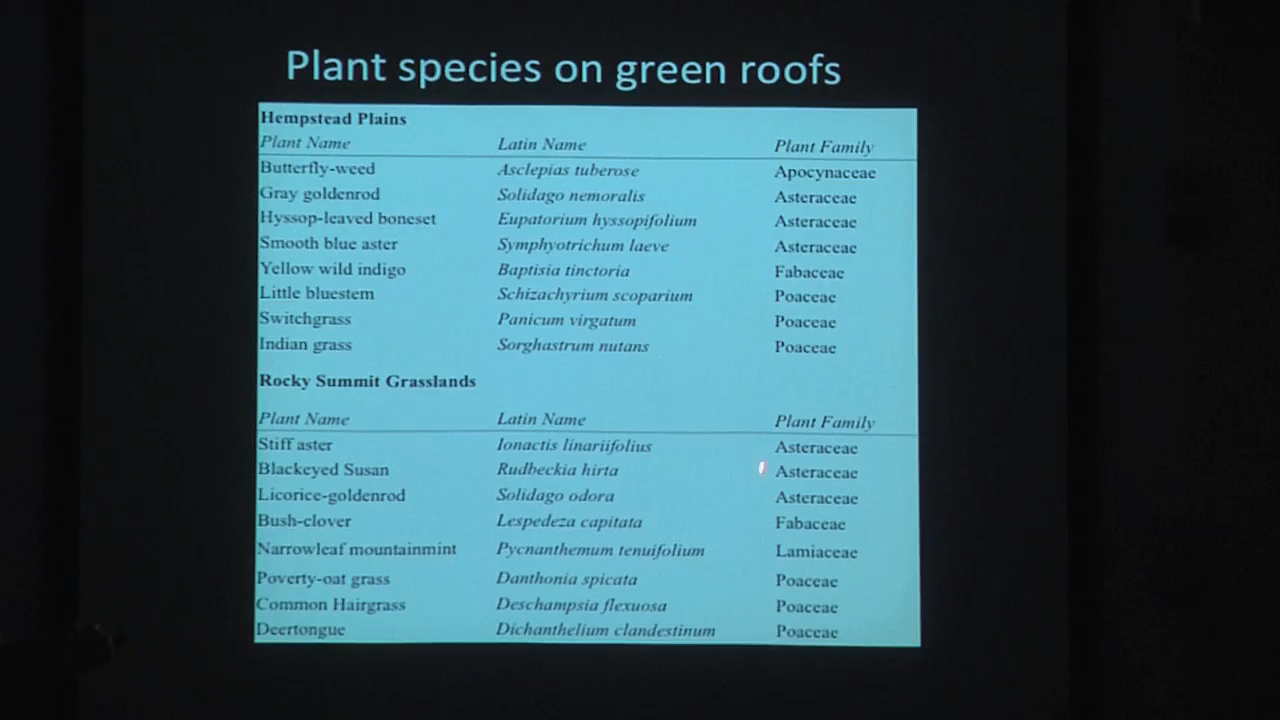 Plant species on green roofs
Hempstead Plains
Plant Name Latin Name Plant Family
Butterfly-weed Asclepias tuberose Apocynaceae
Gray goldenrod Solidago nemoralis Asteraceae
Hyssop-leaved boneset Eupatorium hyssopifolium Asteraceae
Smooth blue aster Symphyotrichum laeve Asteraceae
Yellow wild indigo Baptisia tinctoria Fabaceae
Little bluestem Schizachyrium scoparium Poaceae
Switchgrass Panicum virgatum Poaceae
Indian grass Sorghastrum nutans Poaceae
Rocky Summit Grasslands
Plant Name Latin Name Plant Family
Stiff aster Ionactis linariifolius Asteraceae
Blackeyed Susan Rudbeckia hirta Asteraceae
Licorice-goldenrod Solidago odora Asteraceae
Bush-clover Lespedeza capitata Fabaceae
Narrowleaf mountainmint Pycnanthemum tenuifolium Lamiaceae
Poverty-oat grass Danthonia spicata Poaceae
Common Hairgrass Deschampsia flexuosa Poaceae
Deertongue Dichanthelium clandestinum Poaceae